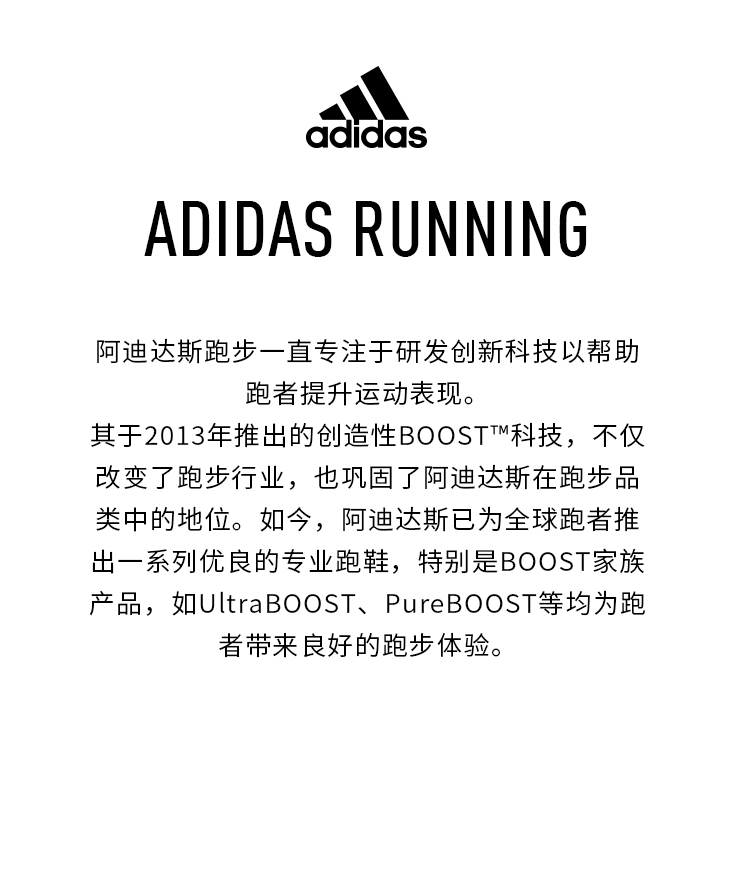 adidas
ADIDAS RUNNING
阿迪达斯跑步一直专注于研发创新科技以帮助
跑者提升运动表现。
其于2013年推出的创造性BOOST™科技，不仅
改变了跑步行业，也巩固了阿迪达斯在跑步品
类中的地位。如今，阿迪达斯已为全球跑者推
出一系列优良的专业跑鞋，特别是BOOST家族
产品，如UltraBOOST、PureBOOST等均为跑
者带来良好的跑步体验。